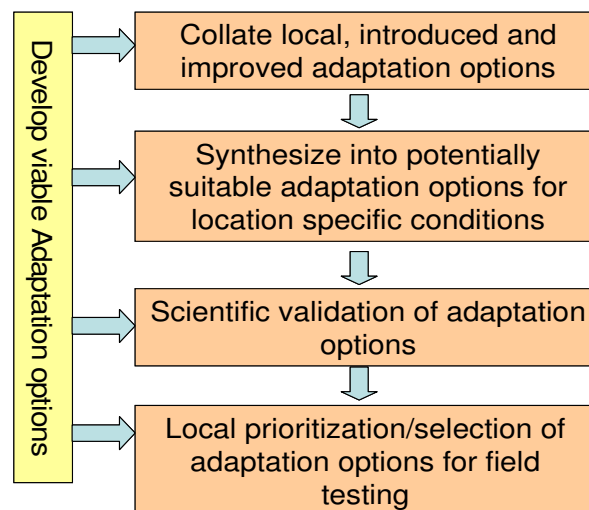 Develop viable Adaptation options
Collate local, introduced and
improved adaptation options
Synthesize into potentially
suitable adaptation options for
location specific conditions
Scientific validation of adaptation
options
Local prioritization/selection of
adaptation options for field
testing